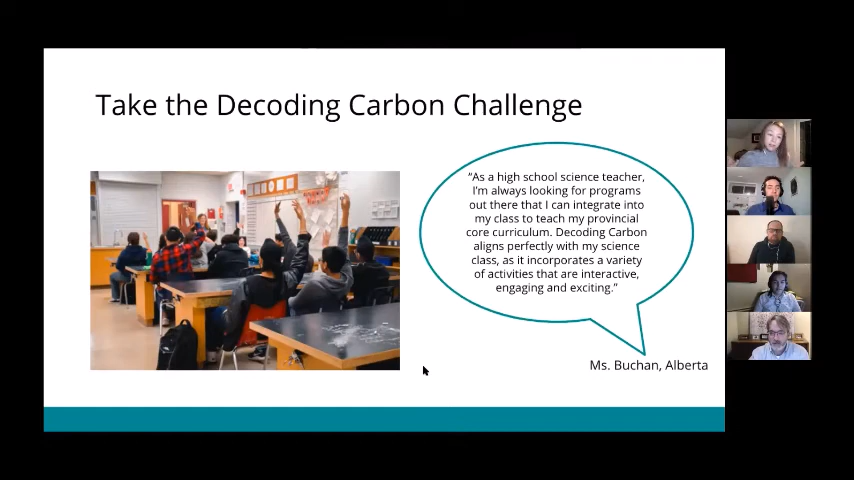 Take the Decoding Carbon Challenge
“As a high school science teacher,
I'm always looking for programs
out there that I can integrate into
my class to teach my provincial
core curriculum. Decoding Carbon
aligns perfectly with my science
class, as it incorporates a variety
of activities that are interactive,
engaging and exciting.”
Ms. Buchan, Alberta